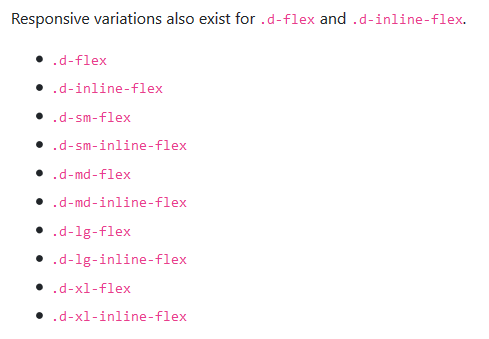 Responsive variations also exist for .d-flex and .d-inline-flex.
.d-flex
.d-inline-flex
.d-sm-flex
.d-sm-inline-flex
.d-md-flex
.d-md-inline-flex
.d-lg-flex
.d-lg-inline-flex
.d-xl-flex
.d-xl-inline-flex